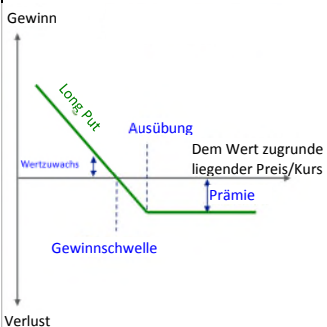 Gewinn
Long Put
Ausübung
Dem Wert zugrunde
liegender Preis/Kurs
Wertzuwachs
Prämie
Gewinnschwelle
Verlust